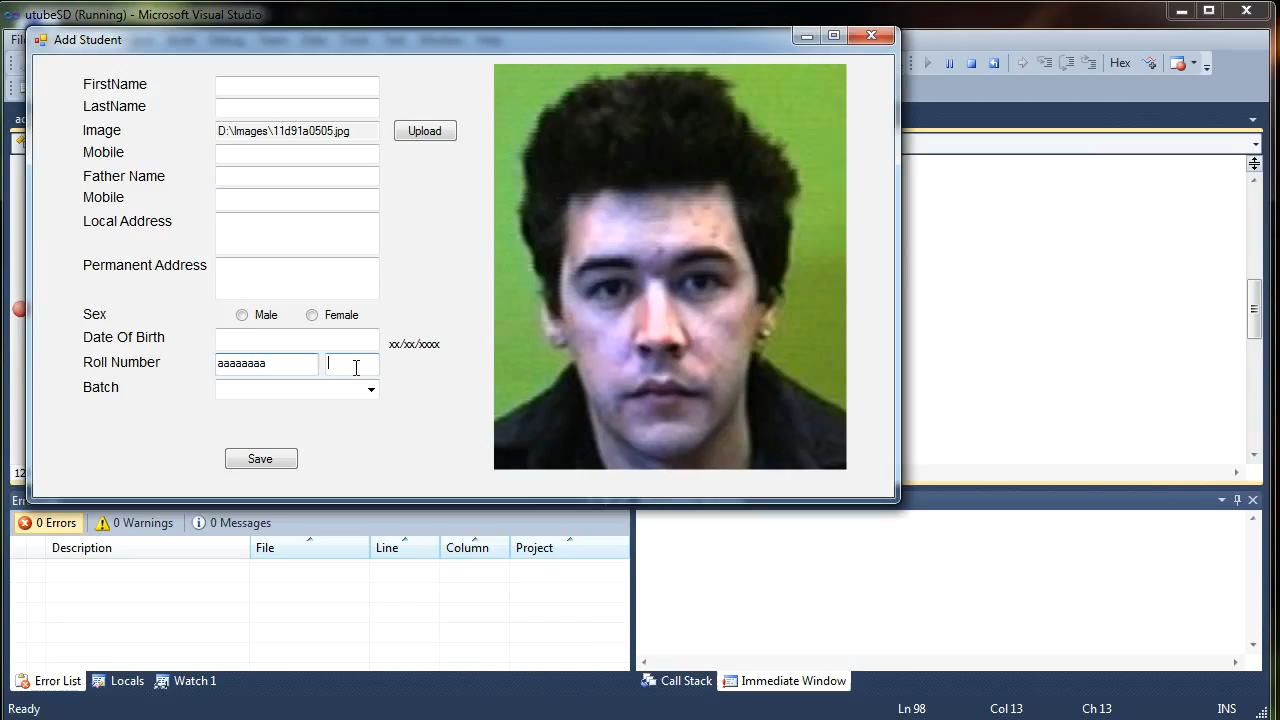 utubeSD (Running) - Microsoft Visual Studio
Add Student
Hex
FirstName
LastName
Image D:\Images\11d91a0505.jpg Upload
Mobile
Father Name
Mobile
Local Address
Permanent Address
Sex Male Female
Date Of Birth xx/xx/xxxx
Roll Number aaaaaaaa
Batch
Save
0 Errors 0 Warnings 0 Messages
Description File Line Column Project
Error List Locals Watch 1 Call Stack Immediate Window
Ready Ln 98 Col 13 Ch 13 INS